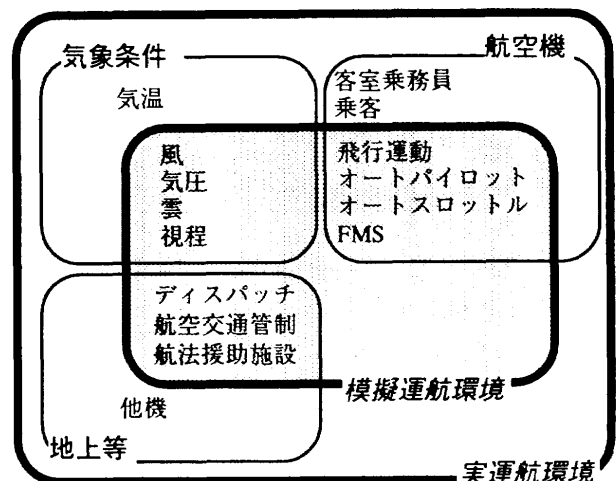 気象条件
気温
風
気圧
雲
視程
航空機
客室乗務員
乗客
飛行運動
オートパイロット
オートスロットル
FMS
ディスパッチ
航空交通管制
航法援助施設
他機
地上等
模擬運航環境
実運航環境